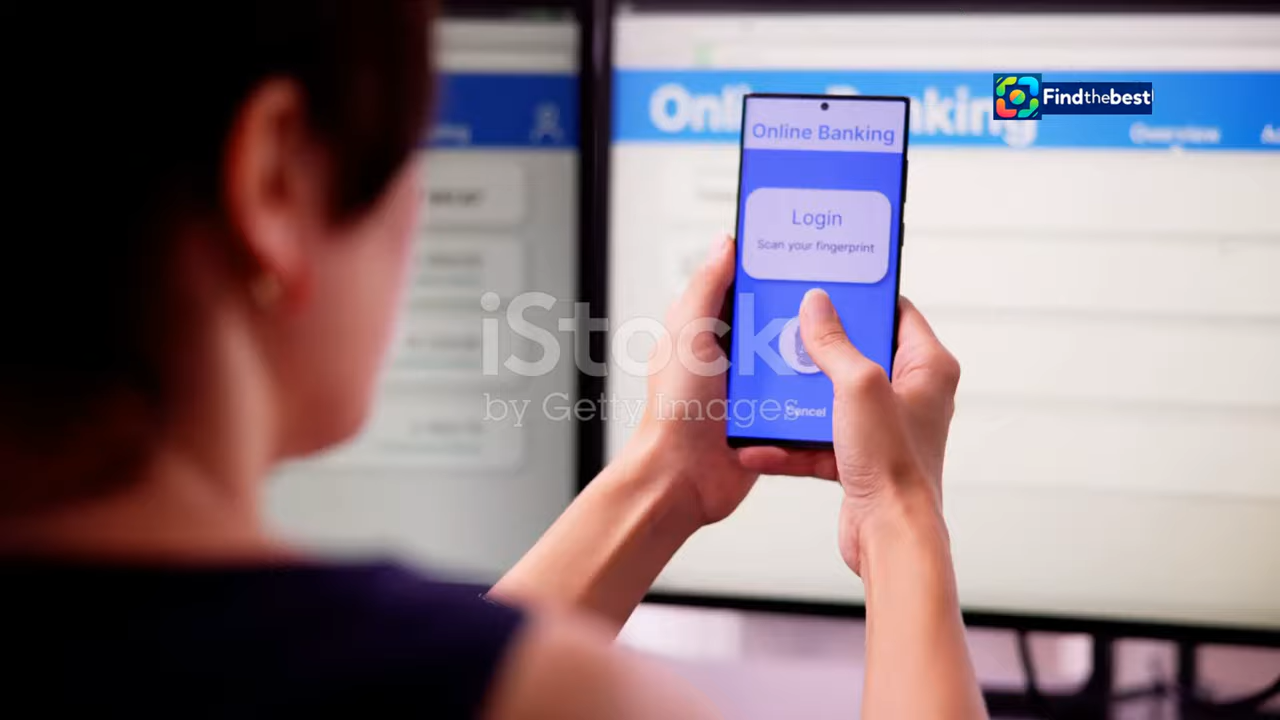 Online Banking
Findthebest
Overview
Online Banking
Login
Scan your fingerprint
Cancel
iStock
by Getty Images